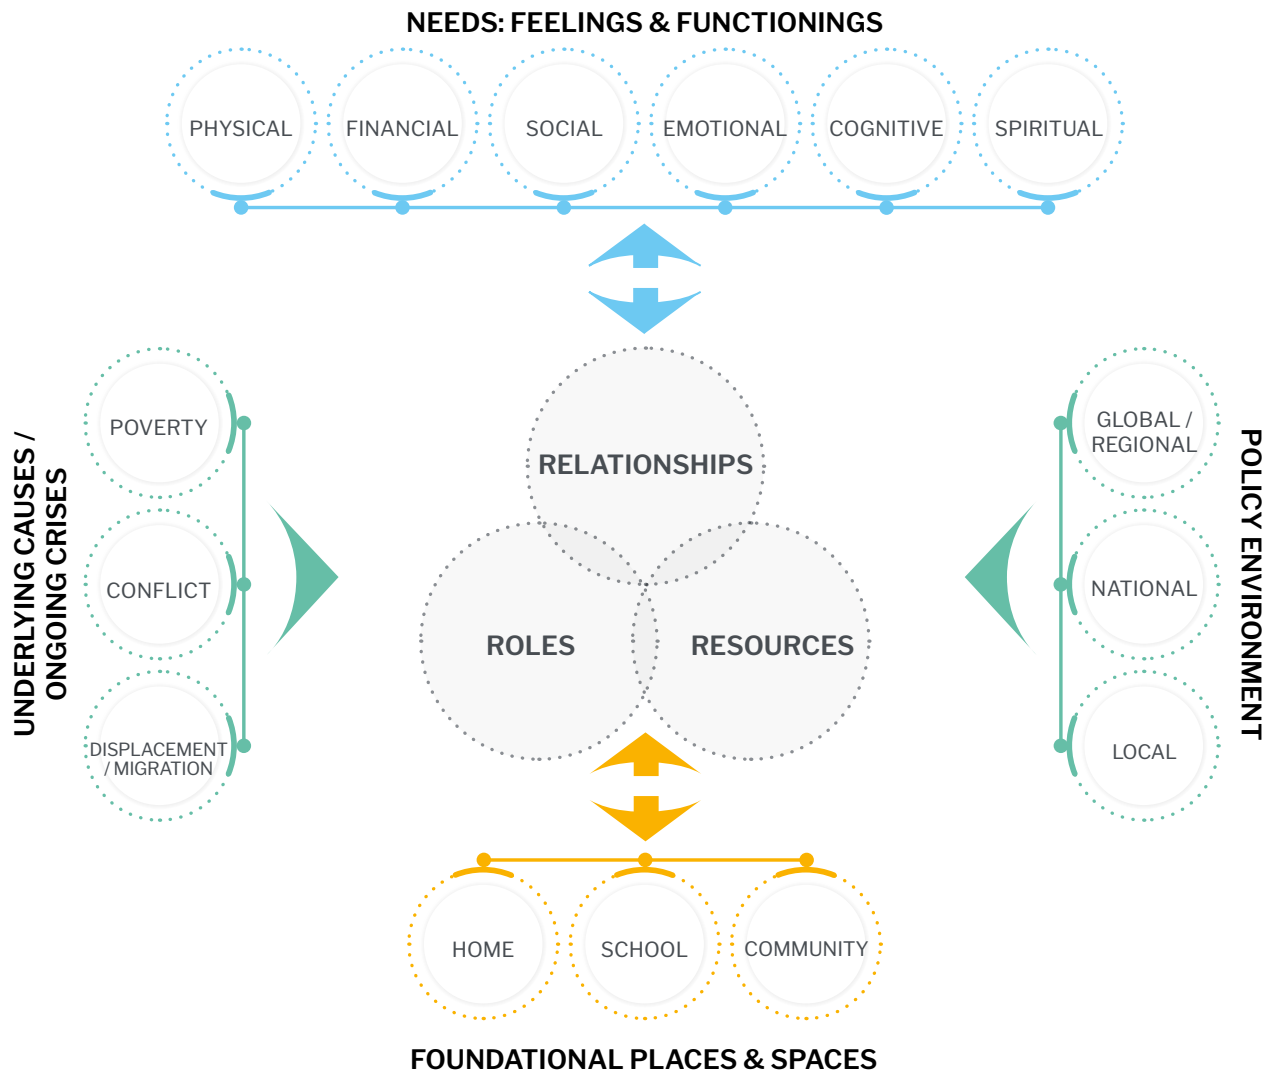 NEEDS: FEELINGS & FUNCTIONINGS
PHYSICAL
FINANCIAL
SOCIAL
EMOTIONAL
COGNITIVE
SPIRITUAL
UNDERLYING CAUSES /
ONGOING CRISES
POVERTY
CONFLICT
DISPLACEMENT
/ MIGRATION
RELATIONSHIPS
ROLES
RESOURCES
GLOBAL /
REGIONAL
NATIONAL
LOCAL
POLICY ENVIRONMENT
HOME
SCHOOL
COMMUNITY
FOUNDATIONAL PLACES & SPACES